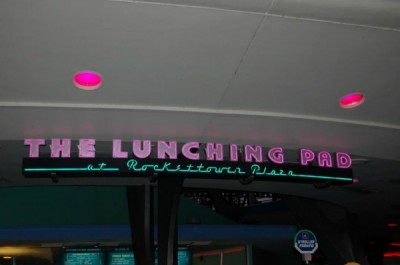 THE LUNCHING PAD
at Rockettower Plaza